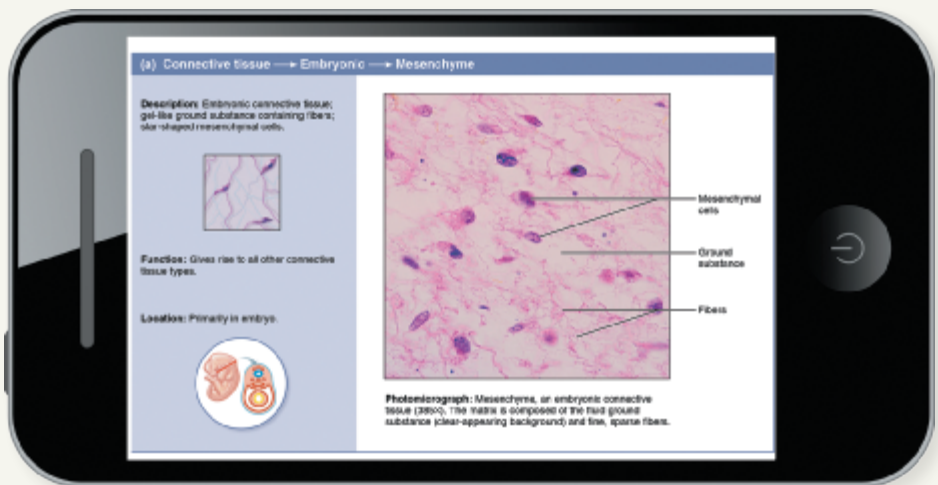 (a) Connective tissue → Embryonic → Mesenchyme
Description: Embryonic connective tissue;
gel-like ground substance containing fibers;
star-shaped mesenchymal cells.
Function: Gives rise to all other connective
tissue types.
Location: Primarily in embryo.
Mesenchymal
cells
Ground
substance
Fibers
Photomicrograph: Mesenchyme, an embryonic connective
tissue (385×). The matrix is composed of the fluid ground
substance (clear-appearing background) and fine, sparse fibers.